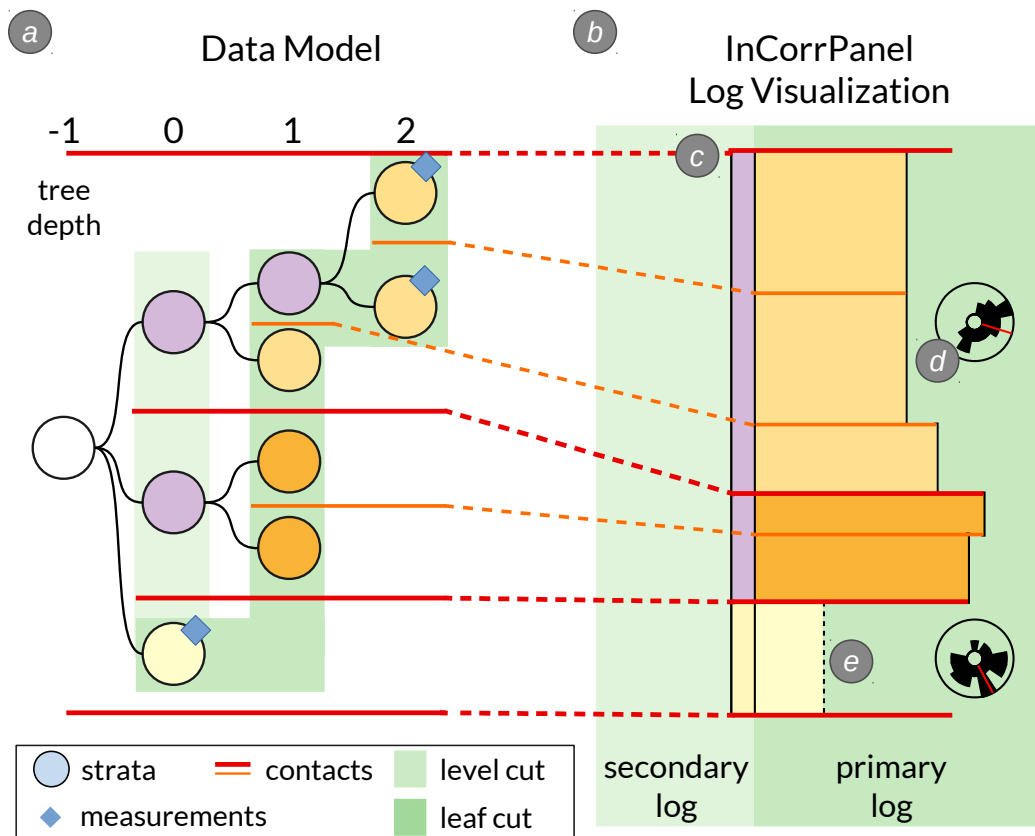 a
Data Model
b
InCorrPanel
Log Visualization
-1
0
1
2
tree
depth
c
d
e
strata
contacts
level cut
measurements
leaf cut
secondary
log
primary
log